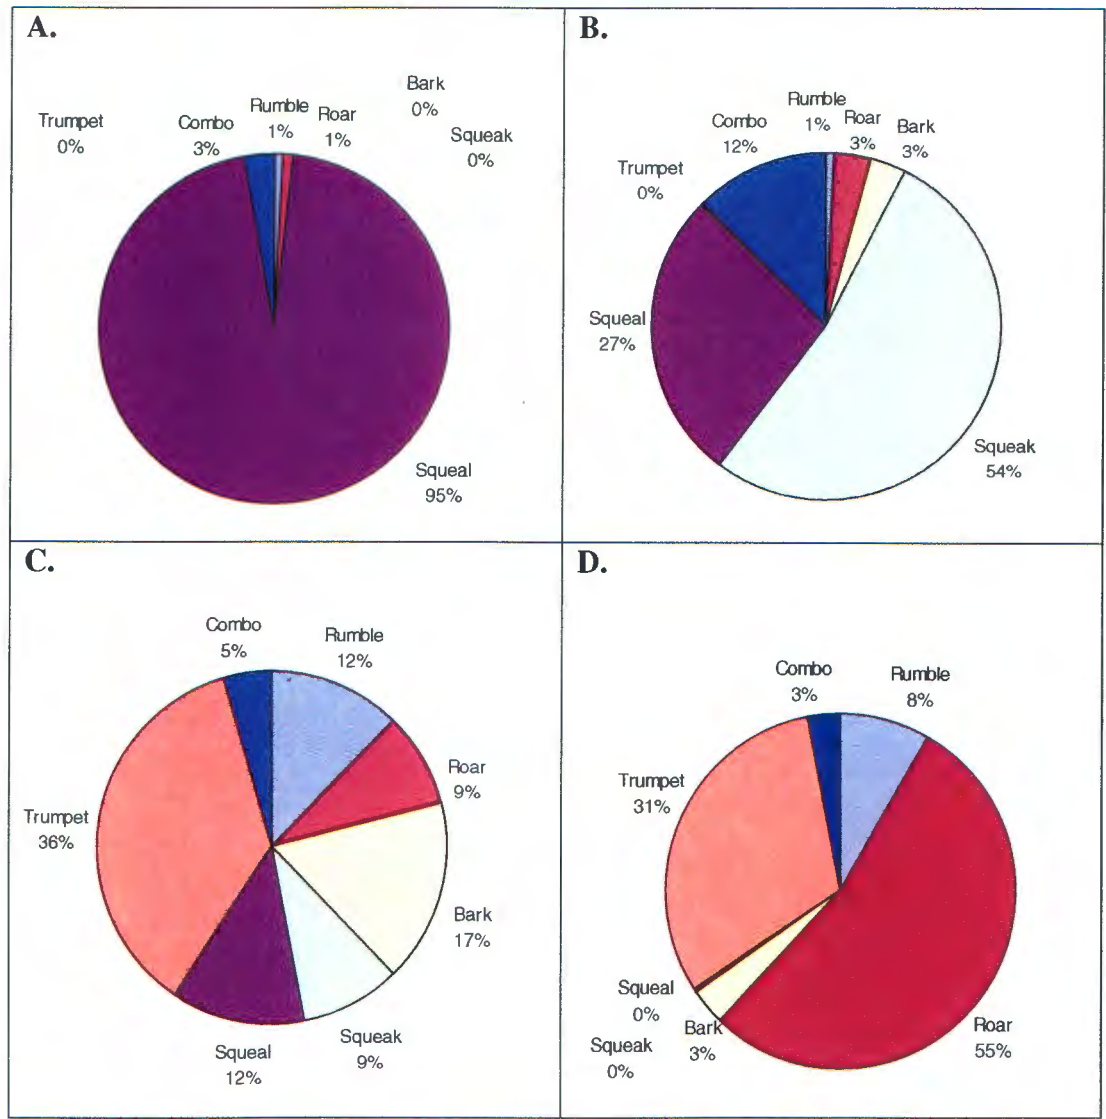 A.
Trumpet
0%
Combo
3%
Rumble
1%
Roar
1%
Bark
0%
Squeak
0%
Squeal
95%
B.
Trumpet
0%
Combo
12%
Rumble
1%
Roar
3%
Bark
3%
Squeal
27%
Squeak
54%
C.
Combo
5%
Rumble
12%
Roar
9%
Trumpet
36%
Bark
17%
Squeak
9%
Squeal
12%
D.
Combo
3%
Rumble
8%
Trumpet
31%
Squeal
0%
Squeak
0%
Bark
3%
Roar
55%